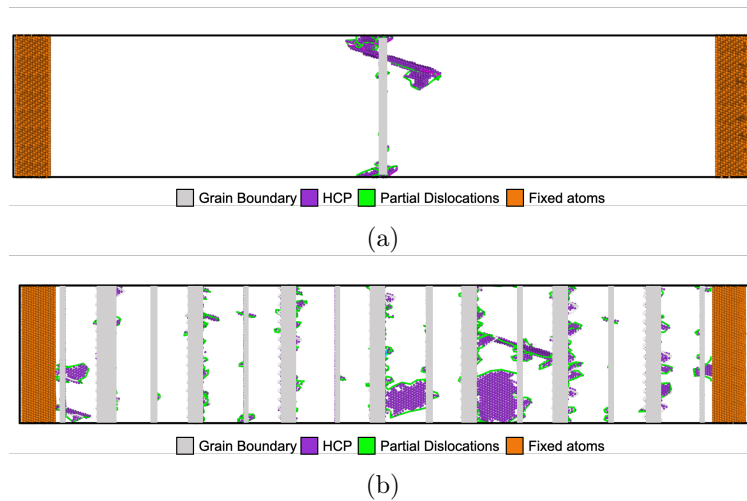 Grain Boundary HCP Partial Dislocations Fixed atoms
(a)
Grain Boundary HCP Partial Dislocations Fixed atoms
(b)